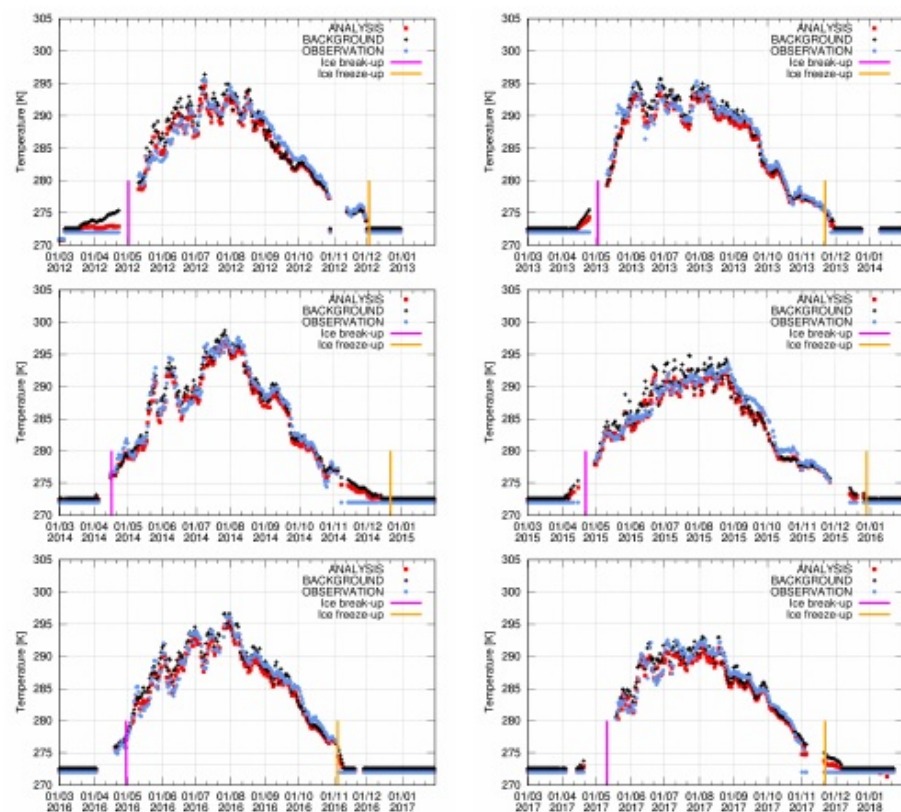 305
300
295
290
285
280
275
270
Temperature [K]
ANALYSIS
BACKGROUND
OBSERVATION
Ice break-up
Ice freeze-up
01/03 01/04 01/05 01/06 01/07 01/08 01/09 01/10 01/11 01/12 01/01
2012 2012 2012 2012 2012 2012 2012 2012 2012 2012 2013
305
300
295
290
285
280
275
270
Temperature [K]
ANALYSIS
BACKGROUND
OBSERVATION
Ice break-up
Ice freeze-up
01/03 01/04 01/05 01/06 01/07 01/08 01/09 01/10 01/11 01/12 01/01
2013 2013 2013 2013 2013 2013 2013 2013 2013 2013 2014
305
300
295
290
285
280
275
270
Temperature [K]
ANALYSIS
BACKGROUND
OBSERVATION
Ice break-up
Ice freeze-up
01/03 01/04 01/05 01/06 01/07 01/08 01/09 01/10 01/11 01/12 01/01
2014 2014 2014 2014 2014 2014 2014 2014 2014 2014 2015
305
300
295
290
285
280
275
270
Temperature [K]
ANALYSIS
BACKGROUND
OBSERVATION
Ice break-up
Ice freeze-up
01/03 01/04 01/05 01/06 01/07 01/08 01/09 01/10 01/11 01/12 01/01
2015 2015 2015 2015 2015 2015 2015 2015 2015 2015 2016
305
300
295
290
285
280
275
270
Temperature [K]
ANALYSIS
BACKGROUND
OBSERVATION
Ice break-up
Ice freeze-up
01/03 01/04 01/05 01/06 01/07 01/08 01/09 01/10 01/11 01/12 01/01
2016 2016 2016 2016 2016 2016 2016 2016 2016 2016 2017
305
300
295
290
285
280
275
270
Temperature [K]
ANALYSIS
BACKGROUND
OBSERVATION
Ice break-up
Ice freeze-up
01/03 01/04 01/05 01/06 01/07 01/08 01/09 01/10 01/11 01/12 01/01
2017 2017 2017 2017 2017 2017 2017 2017 2017 2017 2018